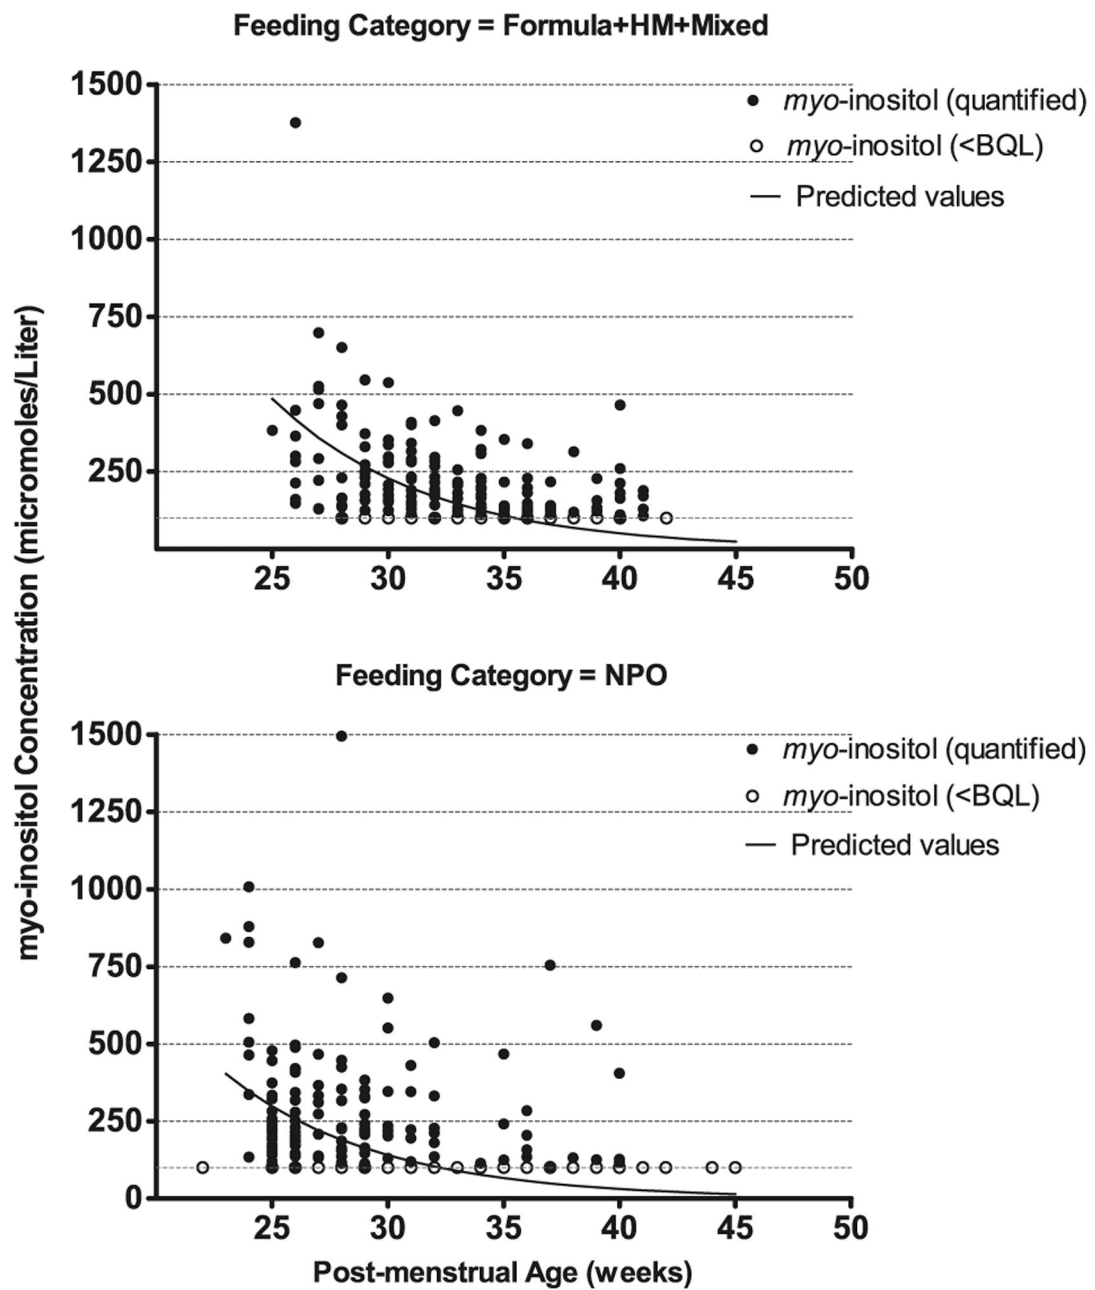 Feeding Category = Formula+HM+Mixed
1500
1250
1000
750
500
250
myo-inositol (quantified)
myo-inositol (<BQL)
Predicted values
25 30 35 40 45 50
myo-inositol Concentration (micromoles/Liter)
Feeding Category = NPO
1500
1250
1000
750
500
250
0
myo-inositol (quantified)
myo-inositol (<BQL)
Predicted values
25 30 35 40 45 50
Post-menstrual Age (weeks)